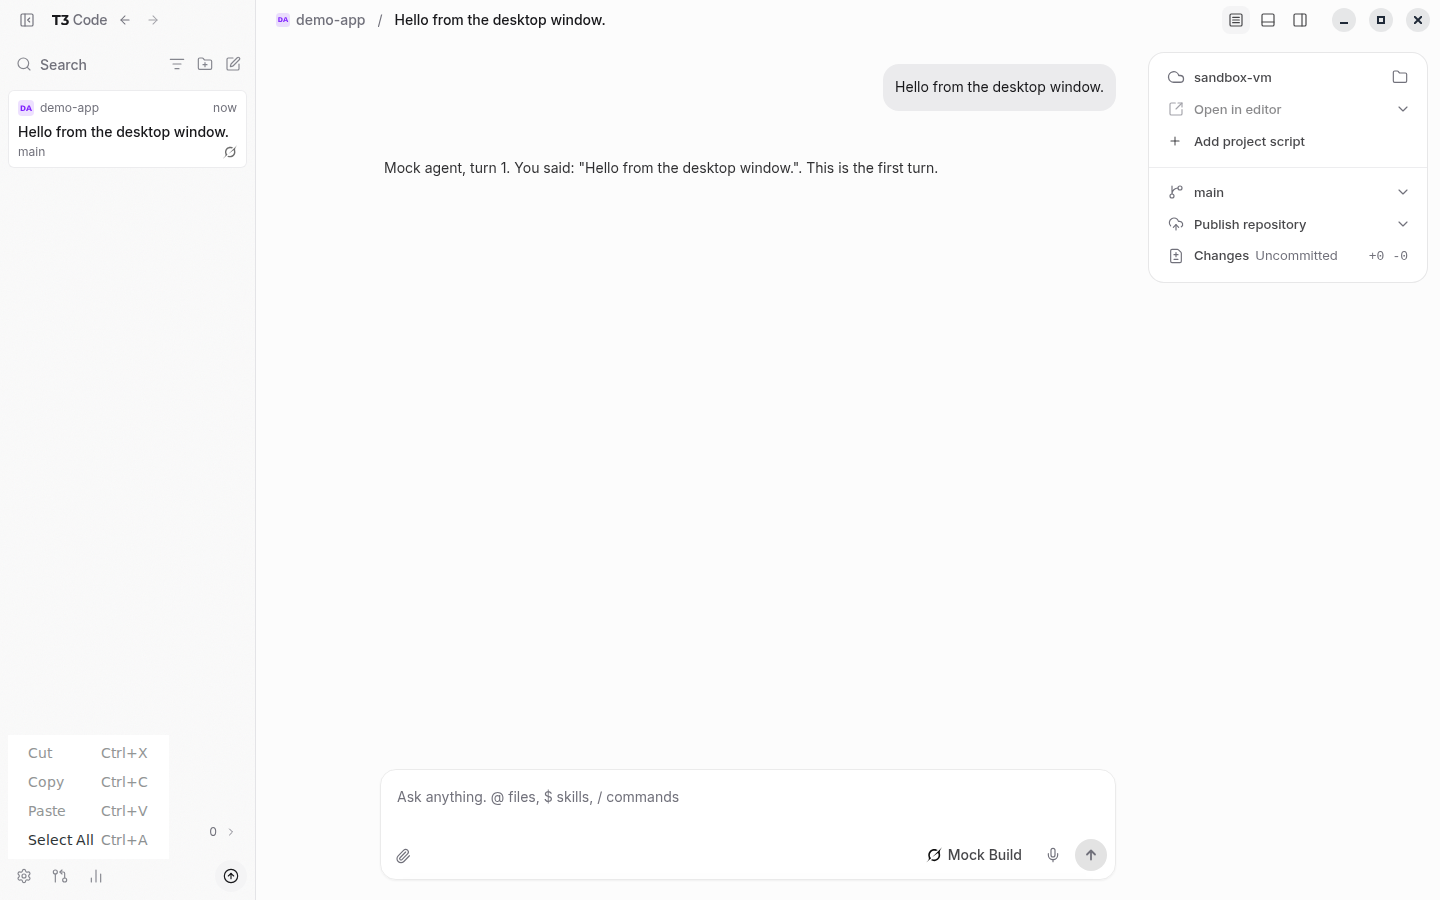 T3 Code
demo-app / Hello from the desktop window.
Search
DA demo-app now
Hello from the desktop window.
main
Hello from the desktop window.
Mock agent, turn 1. You said: "Hello from the desktop window.". This is the first turn.
sandbox-vm
Open in editor
Add project script
main
Publish repository
Changes Uncommitted +0 -0
Cut Ctrl+X
Copy Ctrl+C
Paste Ctrl+V
Select All Ctrl+A
0
Ask anything. @ files, $ skills, / commands
Mock Build